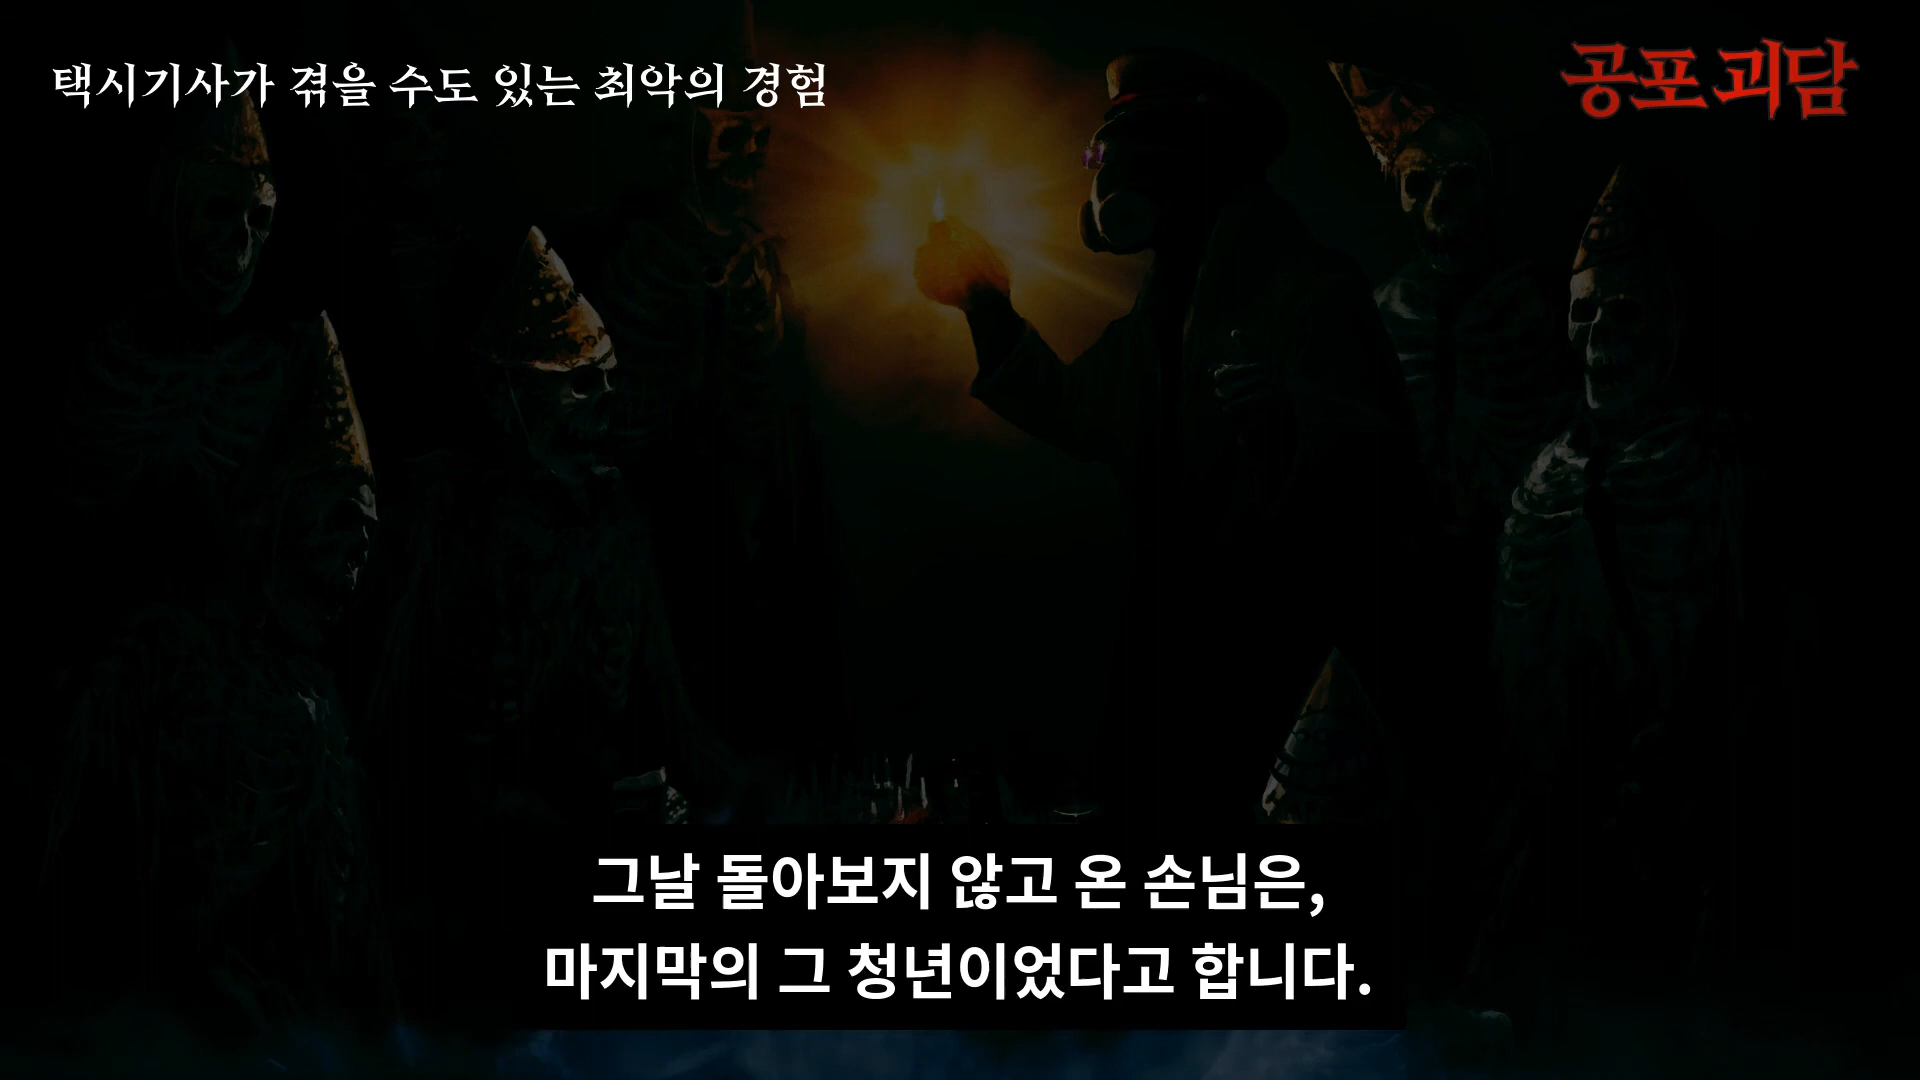 택시기사가 겪을 수도 있는 최악의 경험
공포괴담
그날 돌아보지 않고 온 손님은,
마지막의 그 청년이었다고 합니다.